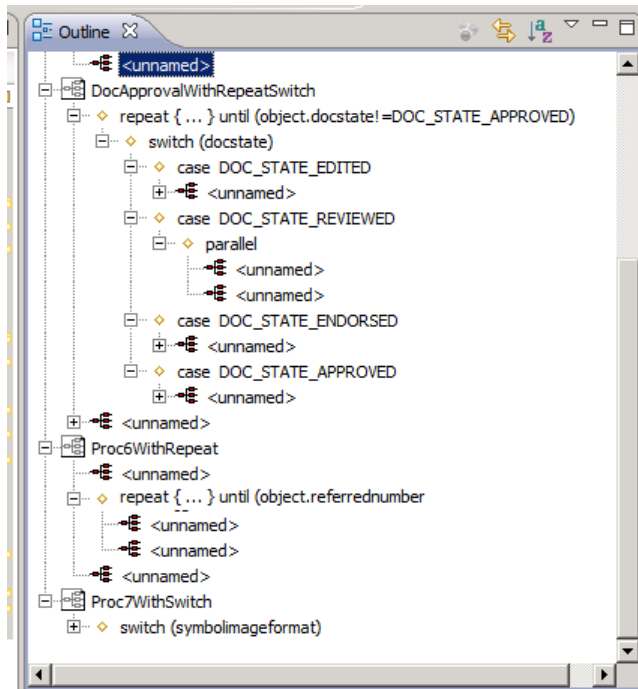 Outline
<unnamed>
DocApprovalWithRepeatSwitch
repeat { ... } until (object.docstate!=DOC_STATE_APPROVED)
switch (docstate)
case DOC_STATE_EDITED
<unnamed>
case DOC_STATE_REVIEWED
parallel
<unnamed>
<unnamed>
case DOC_STATE_ENDORSED
<unnamed>
case DOC_STATE_APPROVED
<unnamed>
<unnamed>
Proc6WithRepeat
<unnamed>
repeat { ... } until (object.referrednumber
<unnamed>
<unnamed>
<unnamed>
Proc7WithSwitch
switch (symbolimageformat)